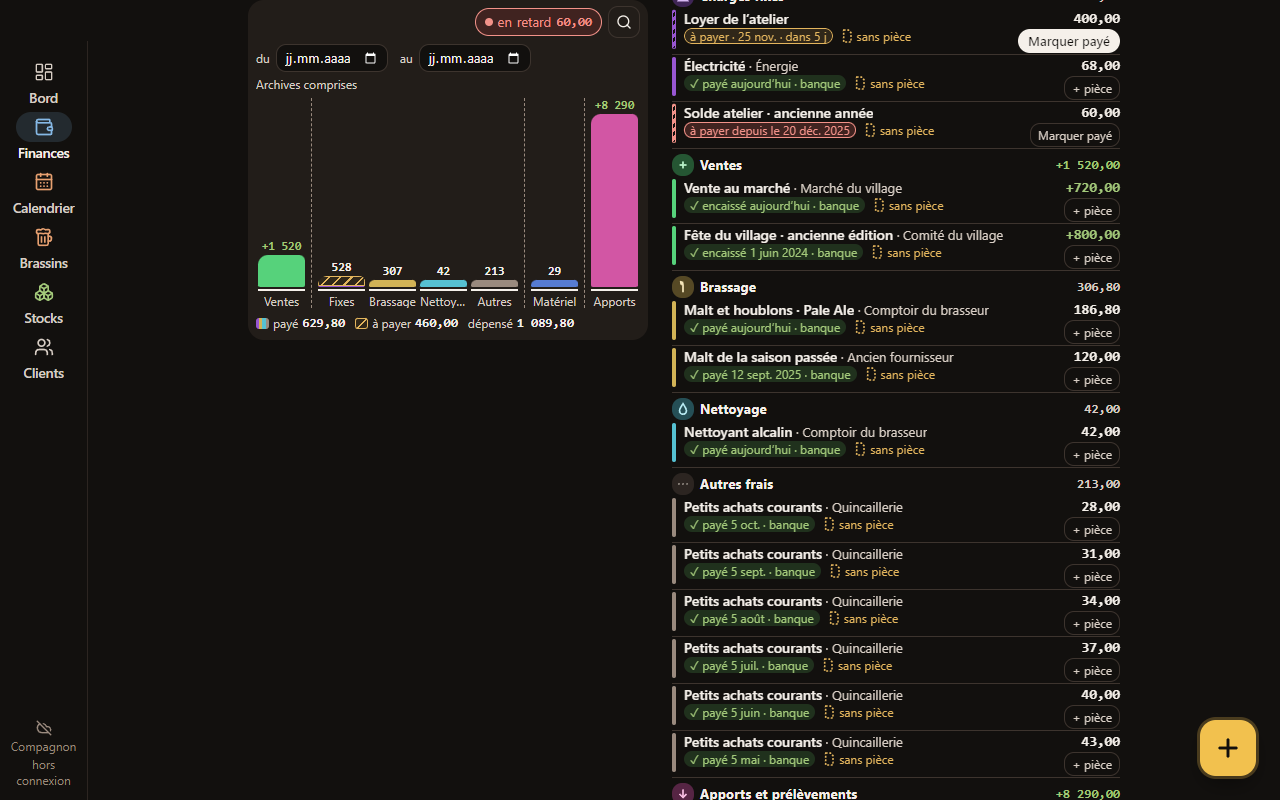 Bord
Finances
Calendrier
Brassins
Stocks
Clients
Compagnon
hors
connexion
en retard 60,00
du jj.mm.aaaa au jj.mm.aaaa
Archives comprises
+8 290
+1 520
528
307
42
213
29
Ventes
Fixes
Brassage
Nettoy…
Autres
Matériel
Apports
payé 629,80 à payer 460,00 dépensé 1 089,80
Loyer de l’atelier 400,00
à payer · 25 nov. · dans 5 j sans pièce Marquer payé
Électricité · Énergie 68,00
✓ payé aujourd’hui · banque sans pièce + pièce
Solde atelier · ancienne année 60,00
à payer depuis le 20 déc. 2025 sans pièce Marquer payé
Ventes +1 520,00
Vente au marché · Marché du village +720,00
✓ encaissé aujourd’hui · banque sans pièce + pièce
Fête du village · ancienne édition · Comité du village +800,00
✓ encaissé 1 juin 2024 · banque sans pièce + pièce
Brassage 306,80
Malt et houblons · Pale Ale · Comptoir du brasseur 186,80
✓ payé aujourd’hui · banque sans pièce + pièce
Malt de la saison passée · Ancien fournisseur 120,00
✓ payé 12 sept. 2025 · banque sans pièce + pièce
Nettoyage 42,00
Nettoyant alcalin · Comptoir du brasseur 42,00
✓ payé aujourd’hui · banque sans pièce + pièce
Autres frais 213,00
Petits achats courants · Quincaillerie 28,00
✓ payé 5 oct. · banque sans pièce + pièce
Petits achats courants · Quincaillerie 31,00
✓ payé 5 sept. · banque sans pièce + pièce
Petits achats courants · Quincaillerie 34,00
✓ payé 5 août · banque sans pièce + pièce
Petits achats courants · Quincaillerie 37,00
✓ payé 5 juil. · banque sans pièce + pièce
Petits achats courants · Quincaillerie 40,00
✓ payé 5 juin · banque sans pièce + pièce
Petits achats courants · Quincaillerie 43,00
✓ payé 5 mai · banque sans pièce + pièce
Apports et prélèvements +8 290,00